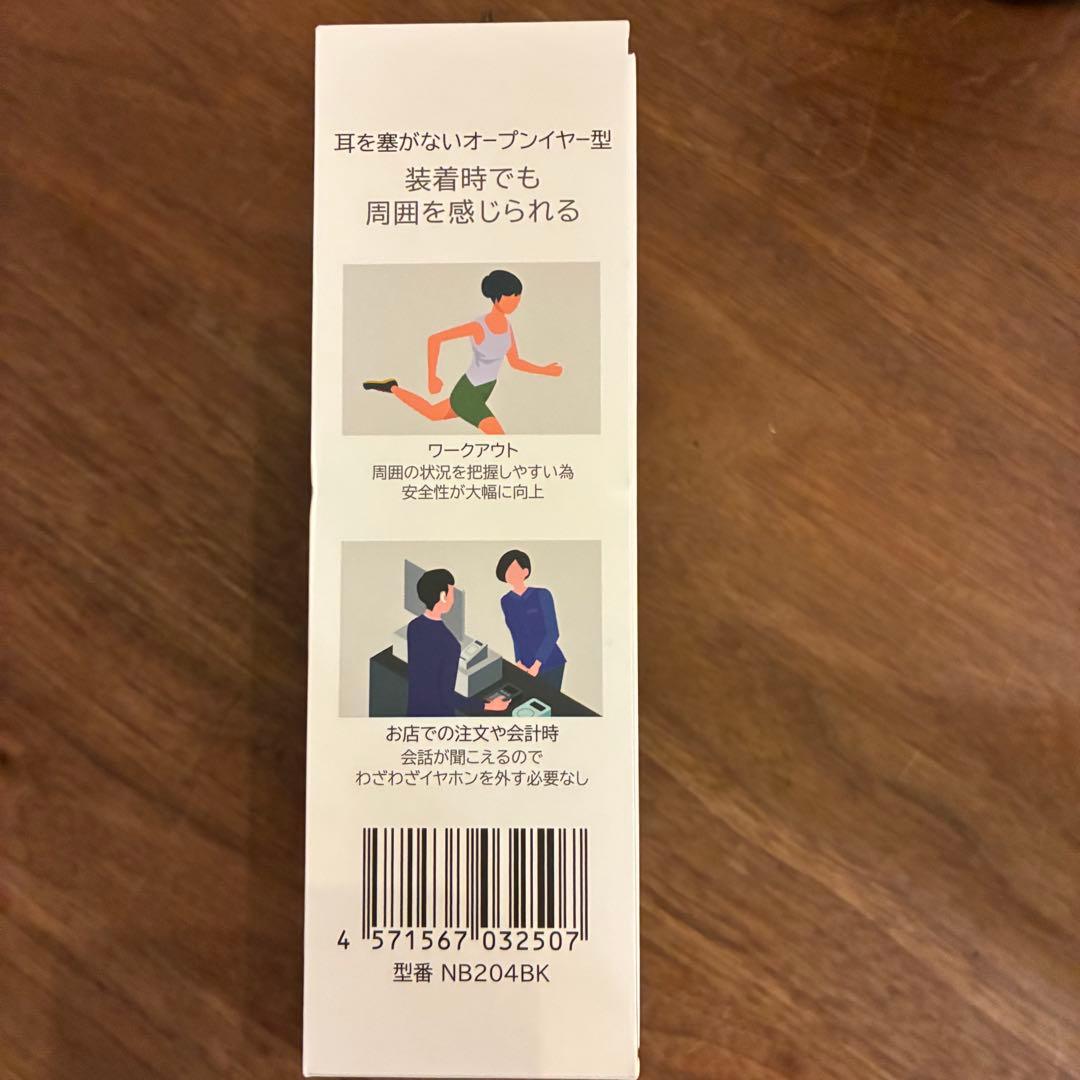 耳を塞がないオープンイヤー型
装着時でも
周囲を感じられる
ワークアウト
周囲の状況を把握しやすい為
安全性が大幅に向上
お店での注文や会計時
会話が聞こえるので
わざわざイヤホンを外す必要なし
4 571567 032507
型番 NB204BK